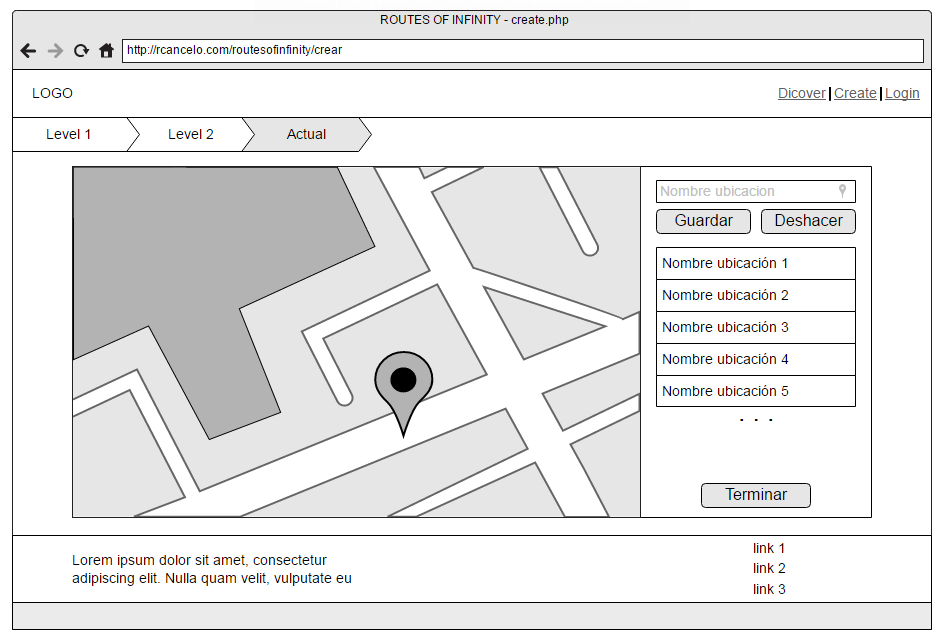 ROUTES OF INFINITY - create.php
http://rcancelo.com/routesofinfinity/crear
LOGO
Dicover | Create | Login
Level 1
Level 2
Actual
Nombre ubicacion
Guardar
Deshacer
Nombre ubicación 1
Nombre ubicación 2
Nombre ubicación 3
Nombre ubicación 4
Nombre ubicación 5
. . .
Terminar
Lorem ipsum dolor sit amet, consectetur
adipiscing elit. Nulla quam velit, vulputate eu
link 1
link 2
link 3